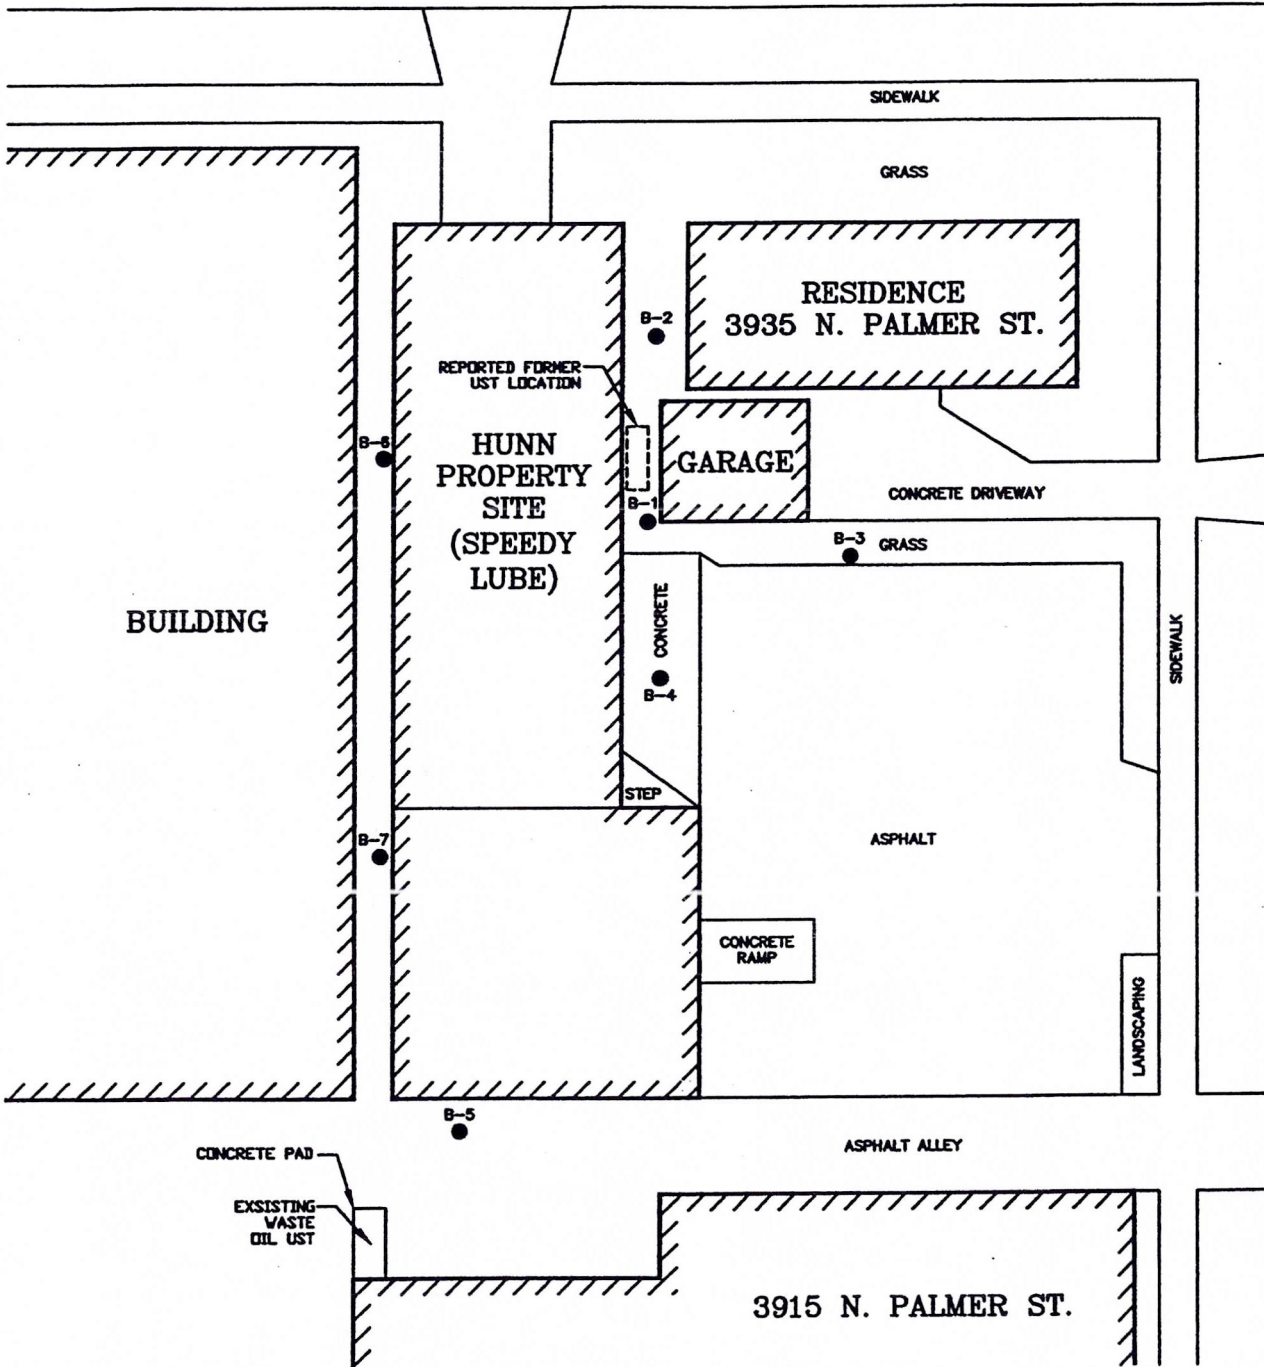 SIDEWALK
GRASS
RESIDENCE
3935 N. PALMER ST.
B-2
REPORTED FORMER
UST LOCATION
B-6
HUNN
PROPERTY
SITE
(SPEEDY
LUBE)
GARAGE
CONCRETE DRIVEWAY
B-1
B-3
GRASS
BUILDING
CONCRETE
SIDEWALK
B-4
STEP
B-7
ASPHALT
CONCRETE
RAMP
LANDSCAPING
B-5
ASPHALT ALLEY
CONCRETE PAD
EXSISTING
WASTE
OIL UST
3915 N. PALMER ST.